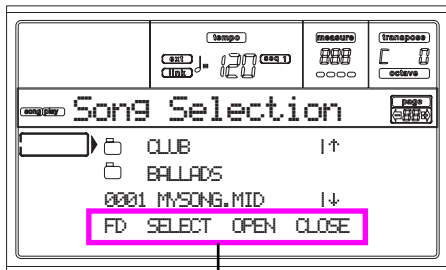 tempo measure transpose
ext link ♩= 120 seq 1 888 C 0
octave
song/play Song Selection page 88
CLUB |↑
BALLADS
0001 MYSONG.MID |↓
FD SELECT OPEN CLOSE